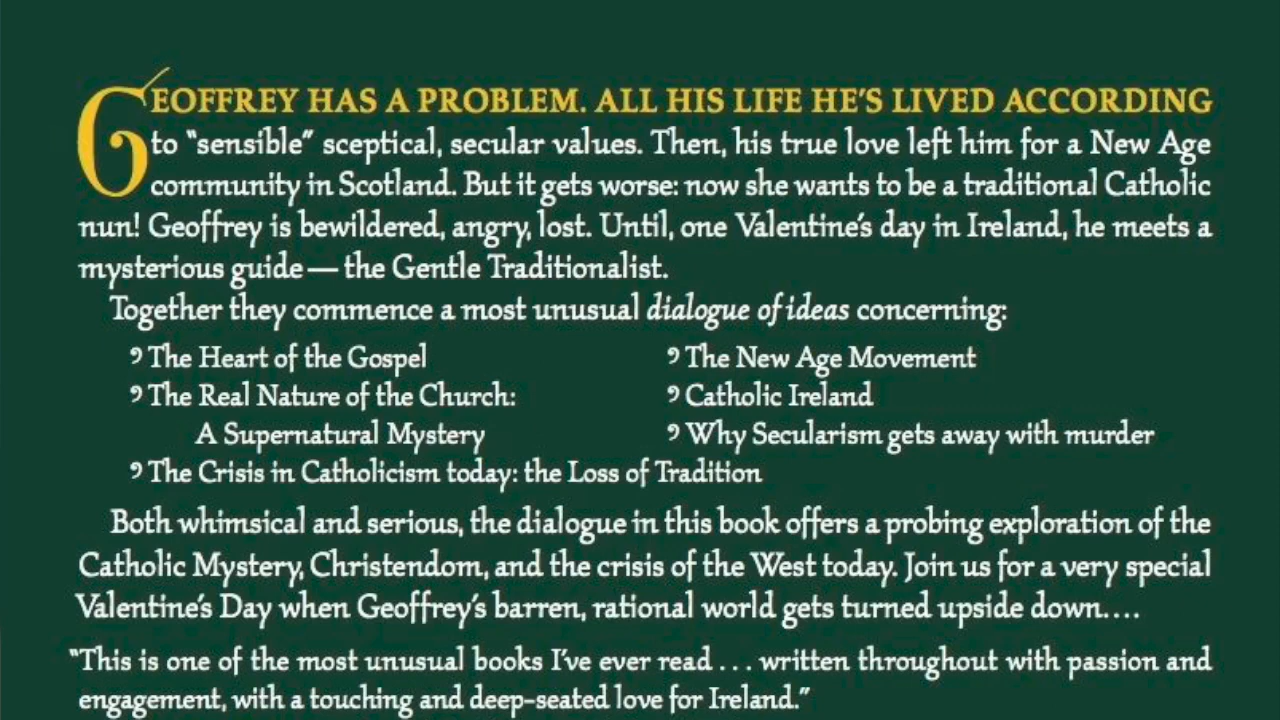 GEOFFREY HAS A PROBLEM. ALL HIS LIFE HE'S LIVED ACCORDING
to "sensible" sceptical, secular values. Then, his true love left him for a New Age
community in Scotland. But it gets worse: now she wants to be a traditional Catholic
nun! Geoffrey is bewildered, angry, lost. Until, one Valentine's day in Ireland, he meets a
mysterious guide — the Gentle Traditionalist.
Together they commence a most unusual dialogue of ideas concerning:
The Heart of the Gospel
The Real Nature of the Church:
A Supernatural Mystery
The Crisis in Catholicism today: the Loss of Tradition
The New Age Movement
Catholic Ireland
Why Secularism gets away with murder
Both whimsical and serious, the dialogue in this book offers a probing exploration of the
Catholic Mystery, Christendom, and the crisis of the West today. Join us for a very special
Valentine's Day when Geoffrey's barren, rational world gets turned upside down....
"This is one of the most unusual books I've ever read ... written throughout with passion and
engagement, with a touching and deep-seated love for Ireland."